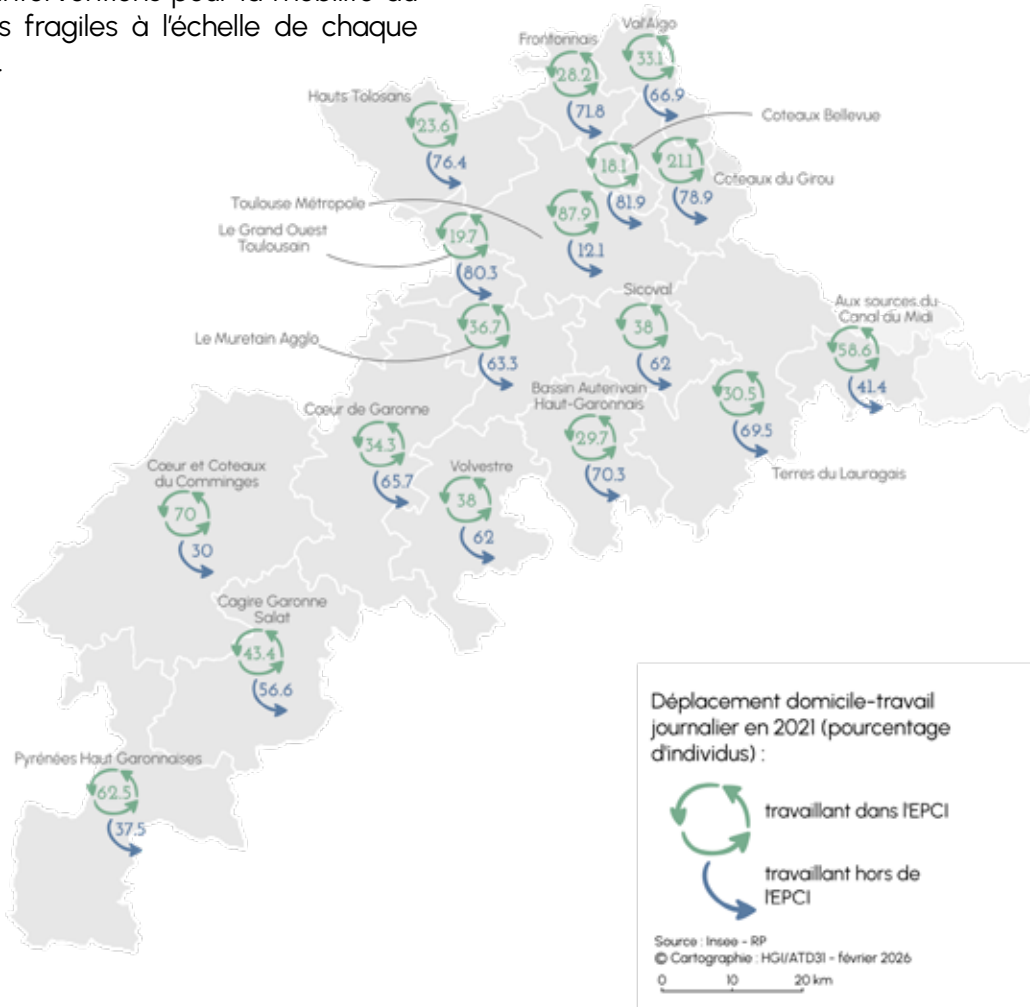 interventions pour la mobilité du
s fragiles à l'échelle de chaque
Val'Aïgo
33.1
66.9
Frontonnais
28.2
71.8
Hauts Tolosans
23.6
76.4
Coteaux Bellevue
18.1
81.9
21.1
Coteaux du Girou
78.9
Toulouse Métropole
87.9
12.1
Le Grand Ouest
Toulousain
19.7
80.3
Sicoval
38
62
Aux sources du
Canal du Midi
58.6
41.4
Le Muretain Agglo
36.7
63.3
Bassin Auterivain
Haut-Garonnais
29.7
70.3
30.5
69.5
Terres du Lauragais
Cœur de Garonne
34.3
65.7
Volvestre
38
62
Cœur et Coteaux
du Comminges
70
30
Cagire Garonne
Salat
43.4
56.6
Pyrénées Haut Garonnaises
62.5
37.5
Déplacement domicile-travail
journalier en 2021 (pourcentage
d'individus) :
travaillant dans l'EPCI
travaillant hors de
l'EPCI
Source : Insee - RP
© Cartographie : HGI/ATD31 - février 2026
0 10 20 km